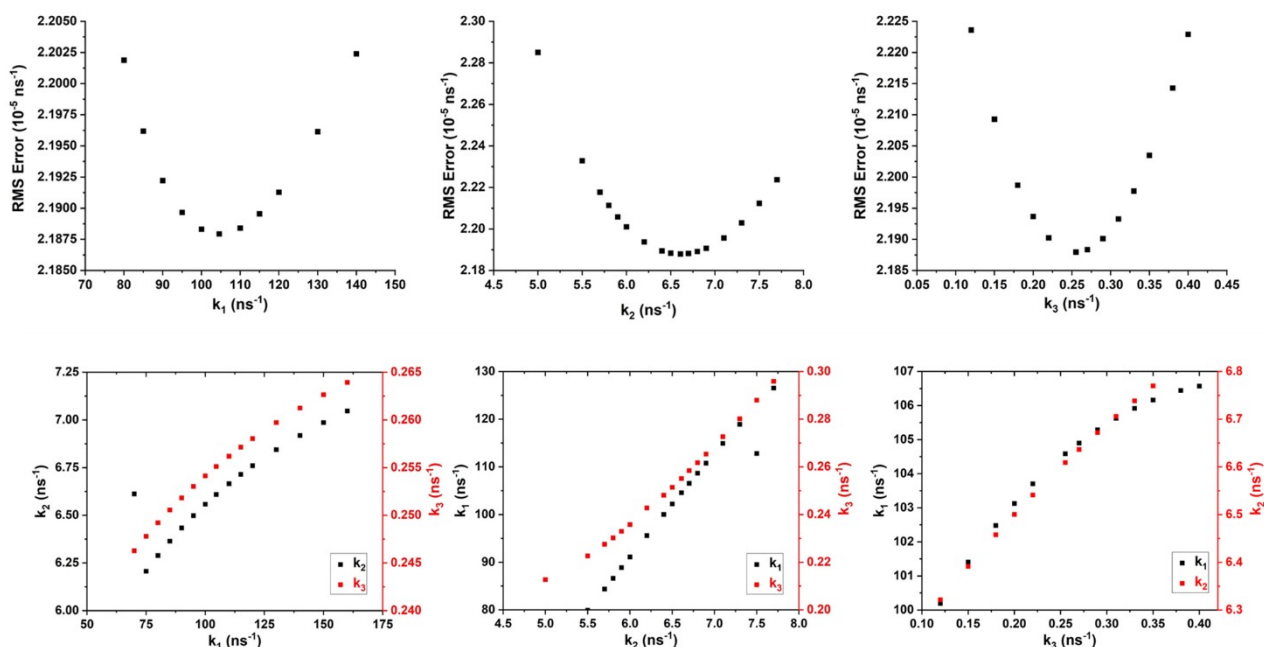 RMS Error (10⁻⁵ ns⁻¹)
2.2050
2.2025
2.2000
2.1975
2.1950
2.1925
2.1900
2.1875
2.1850
70 80 90 100 110 120 130 140 150
k₁ (ns⁻¹)
RMS Error (10⁻⁵ ns⁻¹)
2.30
2.28
2.26
2.24
2.22
2.20
2.18
4.5 5.0 5.5 6.0 6.5 7.0 7.5 8.0
k₂ (ns⁻¹)
RMS Error (10⁻⁵ ns⁻¹)
2.225
2.220
2.215
2.210
2.205
2.200
2.195
2.190
2.185
0.05 0.10 0.15 0.20 0.25 0.30 0.35 0.40 0.45
k₃ (ns⁻¹)
k₂ (ns⁻¹)
7.25
7.00
6.75
6.50
6.25
6.00
50 75 100 125 150 175
k₁ (ns⁻¹)
k₂
k₃
0.265
0.260
0.255
0.250
0.245
0.240
k₃ (ns⁻¹)
k₁ (ns⁻¹)
130
120
110
100
90
80
4.5 5.0 5.5 6.0 6.5 7.0 7.5 8.0
k₂ (ns⁻¹)
k₁
k₃
0.30
0.28
0.26
0.24
0.22
0.20
k₃ (ns⁻¹)
k₁ (ns⁻¹)
107
106
105
104
103
102
101
100
0.10 0.15 0.20 0.25 0.30 0.35 0.40
k₃ (ns⁻¹)
k₁
k₂
6.8
6.7
6.6
6.5
6.4
6.3
k₂ (ns⁻¹)